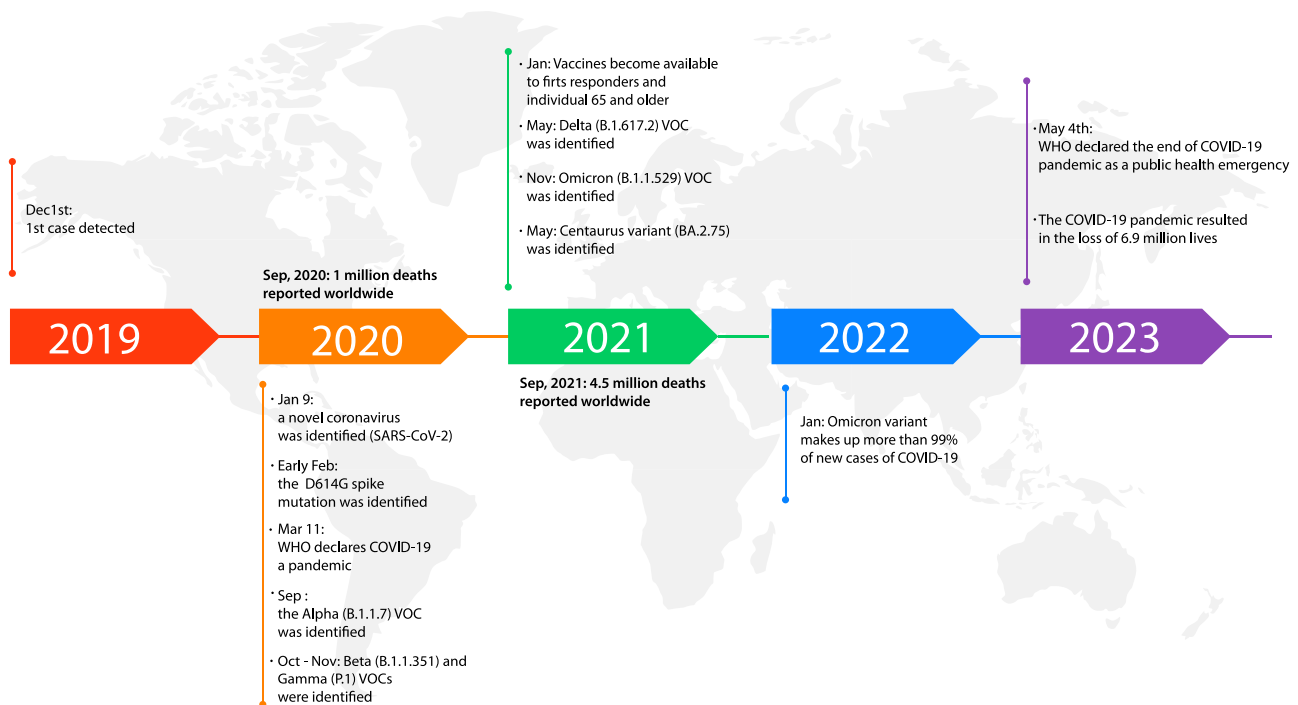 Dec1st:
1st case detected
2019
Sep, 2020: 1 million deaths
reported worldwide
2020
· Jan 9:
a novel coronavirus
was identified (SARS-CoV-2)
· Early Feb:
the D614G spike
mutation was identified
· Mar 11:
WHO declares COVID-19
a pandemic
· Sep :
the Alpha (B.1.1.7) VOC
was identified
· Oct - Nov: Beta (B.1.1.351) and
Gamma (P.1) VOCs
were identified
· Jan: Vaccines become available
to firts responders and
individual 65 and older
· May: Delta (B.1.617.2) VOC
was identified
· Nov: Omicron (B.1.1.529) VOC
was identified
· May: Centaurus variant (BA.2.75)
was identified
2021
Sep, 2021: 4.5 million deaths
reported worldwide
2022
Jan: Omicron variant
makes up more than 99%
of new cases of COVID-19
· May 4th:
WHO declared the end of COVID-19
pandemic as a public health emergency
· The COVID-19 pandemic resulted
in the loss of 6.9 million lives
2023